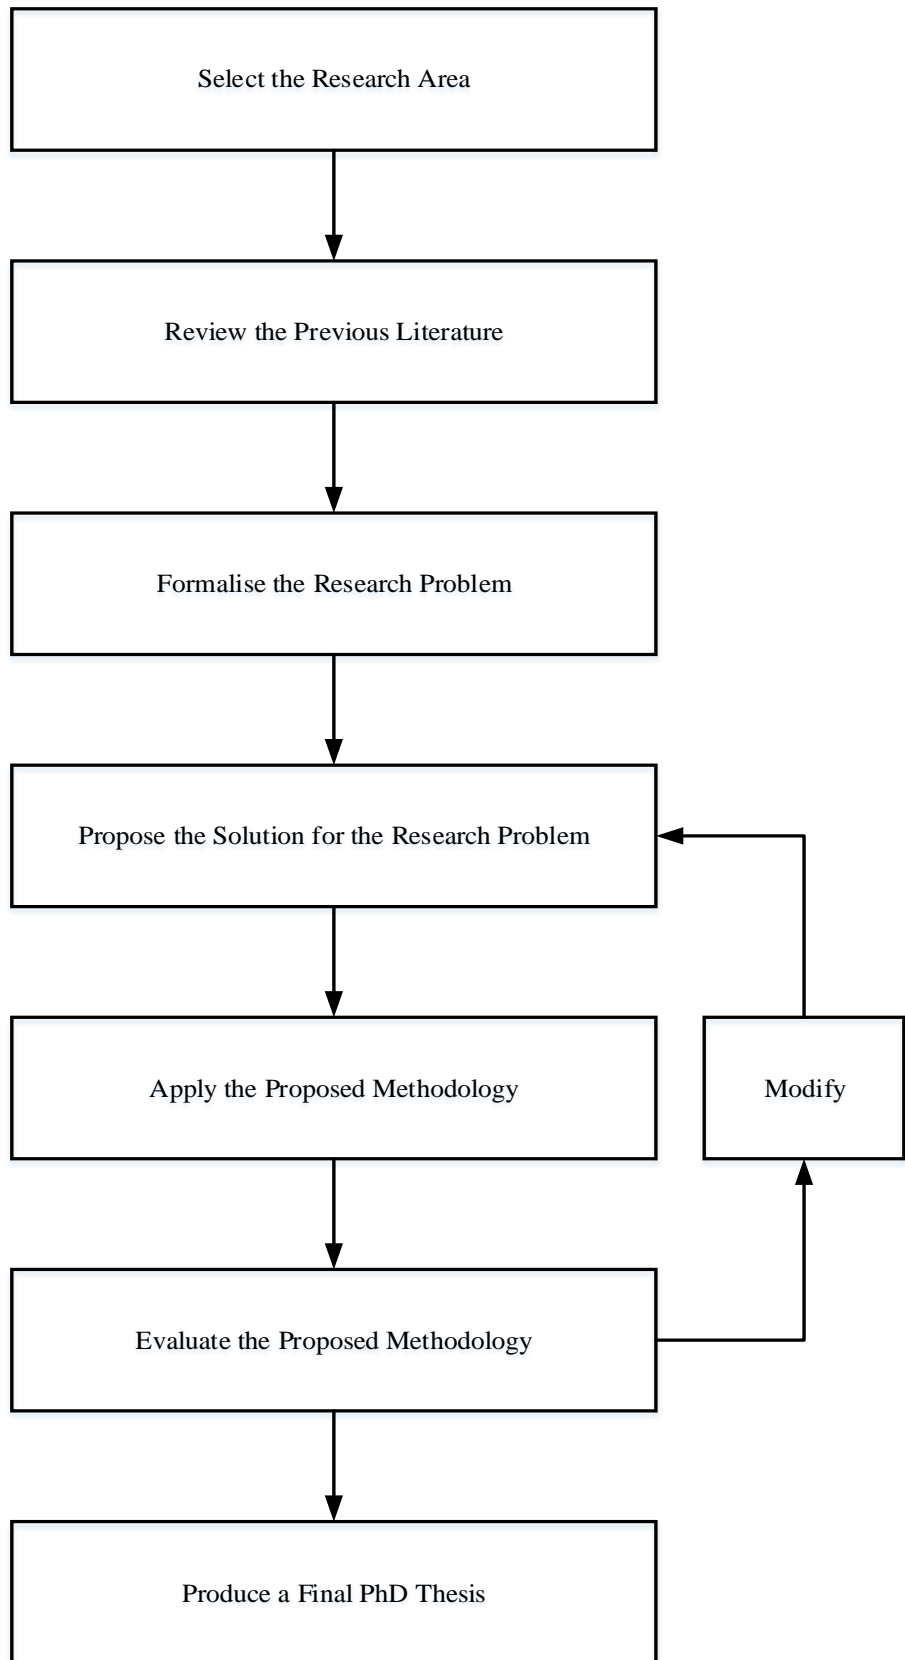 Select the Research Area
Review the Previous Literature
Formalise the Research Problem
Propose the Solution for the Research Problem
Apply the Proposed Methodology
Modify
Evaluate the Proposed Methodology
Produce a Final PhD Thesis